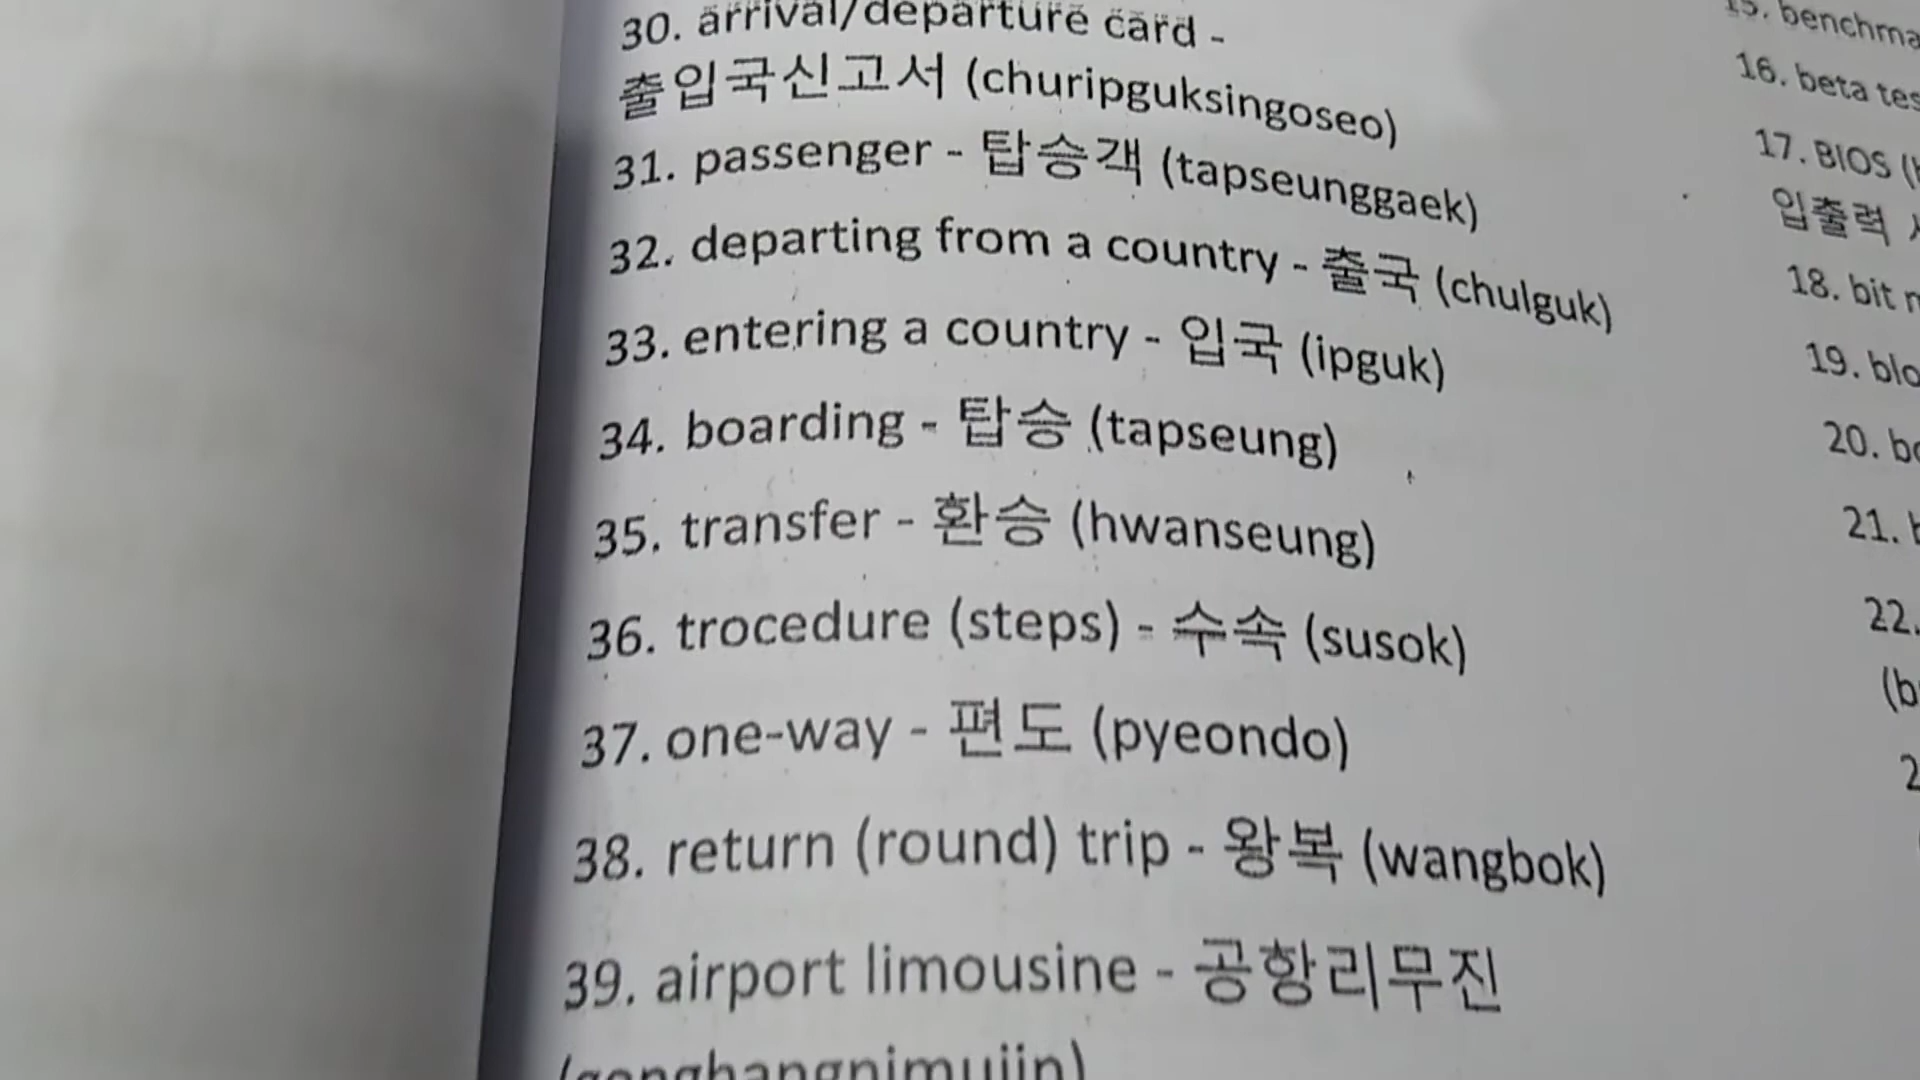 30. arrival/departure card -
출입국신고서 (churipguksingoseo)
31. passenger - 탑승객 (tapseunggaek)
32. departing from a country - 출국 (chulguk)
33. entering a country - 입국 (ipguk)
34. boarding - 탑승 (tapseung)
35. transfer - 환승 (hwanseung)
36. trocedure (steps) - 수속 (susok)
37. one-way - 편도 (pyeondo)
38. return (round) trip - 왕복 (wangbok)
39. airport limousine - 공항리무진
(gonghangnimujin)
15.
16. beta
17. BIOS
입출력
18. bit
19.
20.
21.
22.